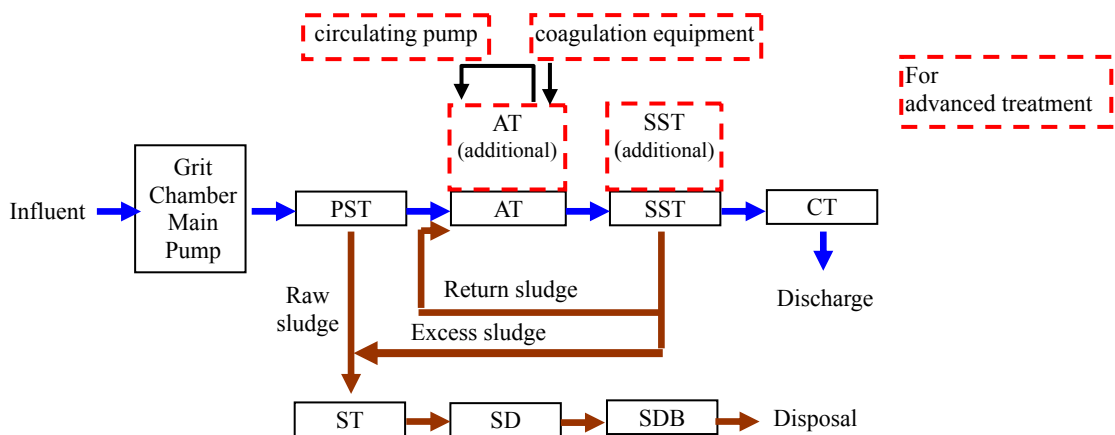 circulating pump
coagulation equipment
For
advanced treatment
AT
(additional)
SST
(additional)
Grit
Chamber
Main
Pump
Influent
PST
AT
SST
CT
Raw
sludge
Return sludge
Discharge
Excess sludge
ST
SD
SDB
Disposal